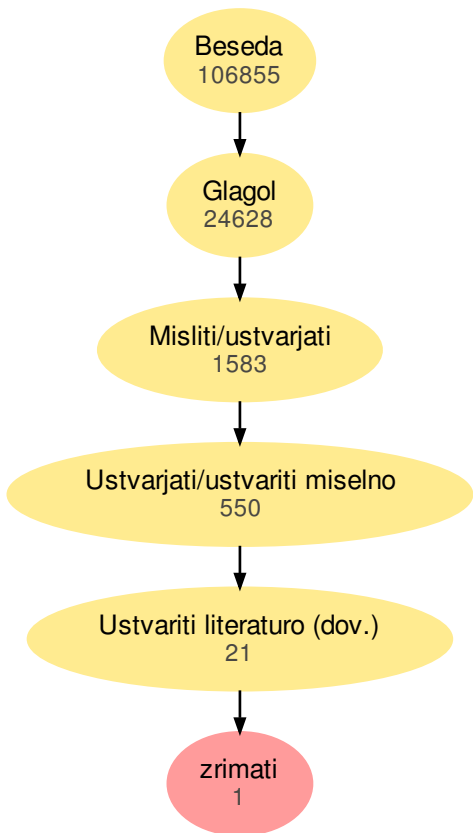 Beseda
106855
Glagol
24628
Misliti/ustvarjati
1583
Ustvarjati/ustvariti miselno
550
Ustvariti literaturo (dov.)
21
zrimati
1